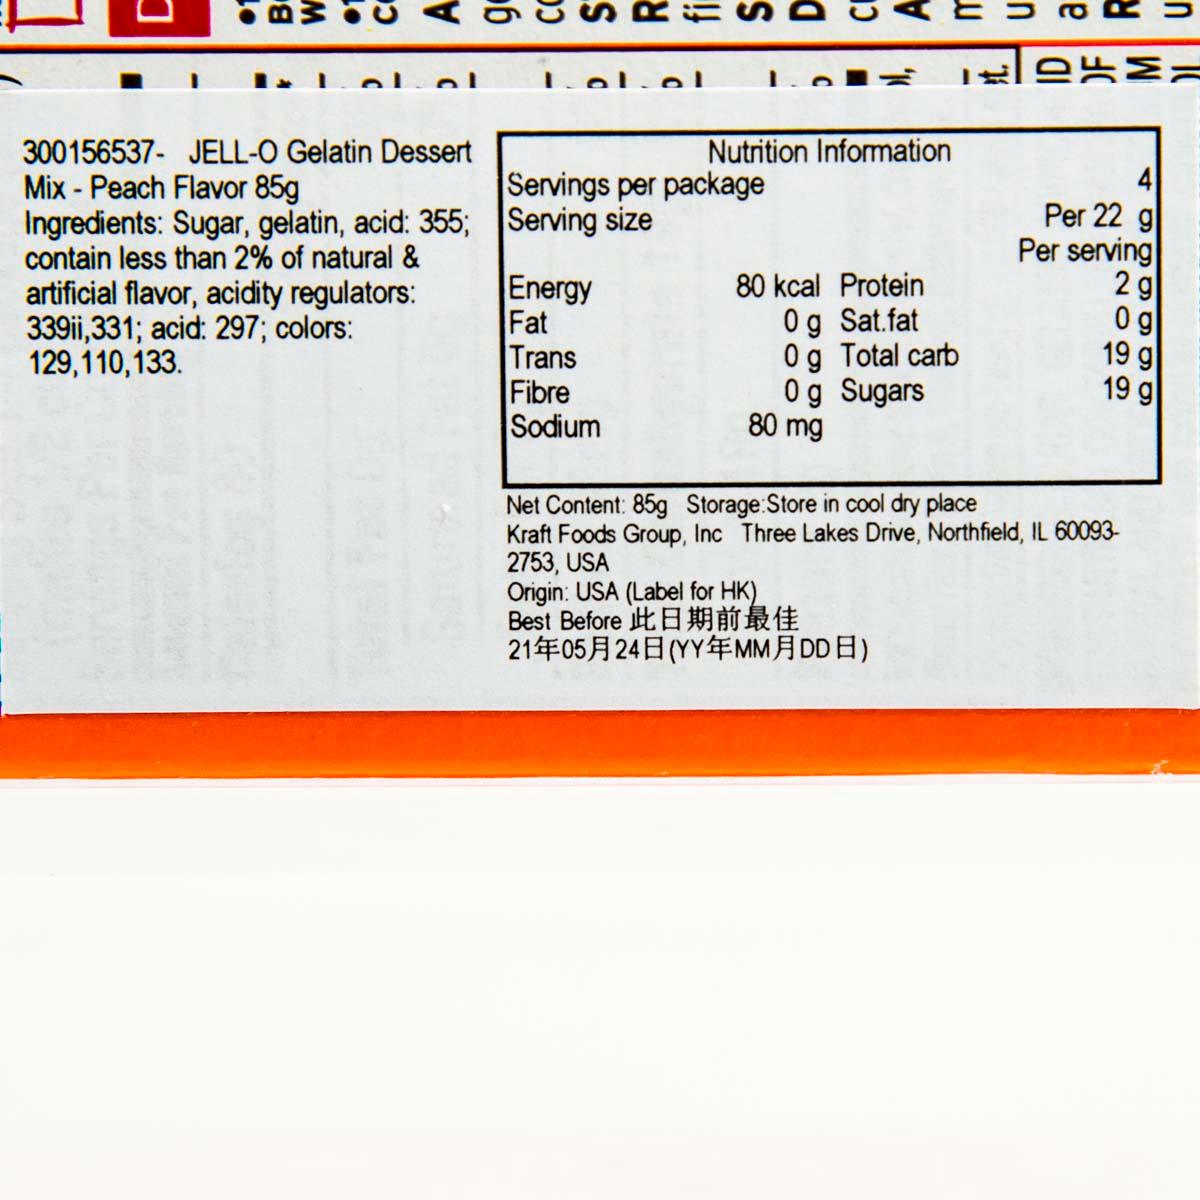 300156537- JELL-O Gelatin Dessert
Mix - Peach Flavor 85g
Ingredients: Sugar, gelatin, acid: 355;
contain less than 2% of natural &
artificial flavor, acidity regulators:
339ii,331; acid: 297; colors:
129,110,133.
Nutrition Information
Servings per package 4
Serving size Per 22 g
Per serving
Energy 80 kcal Protein 2 g
Fat 0 g Sat.fat 0 g
Trans 0 g Total carb 19 g
Fibre 0 g Sugars 19 g
Sodium 80 mg
Net Content: 85g Storage:Store in cool dry place
Kraft Foods Group, Inc Three Lakes Drive, Northfield, IL 60093-
2753, USA
Origin: USA (Label for HK)
Best Before 此日期前最佳
21年05月24日(YY年MM月DD日)